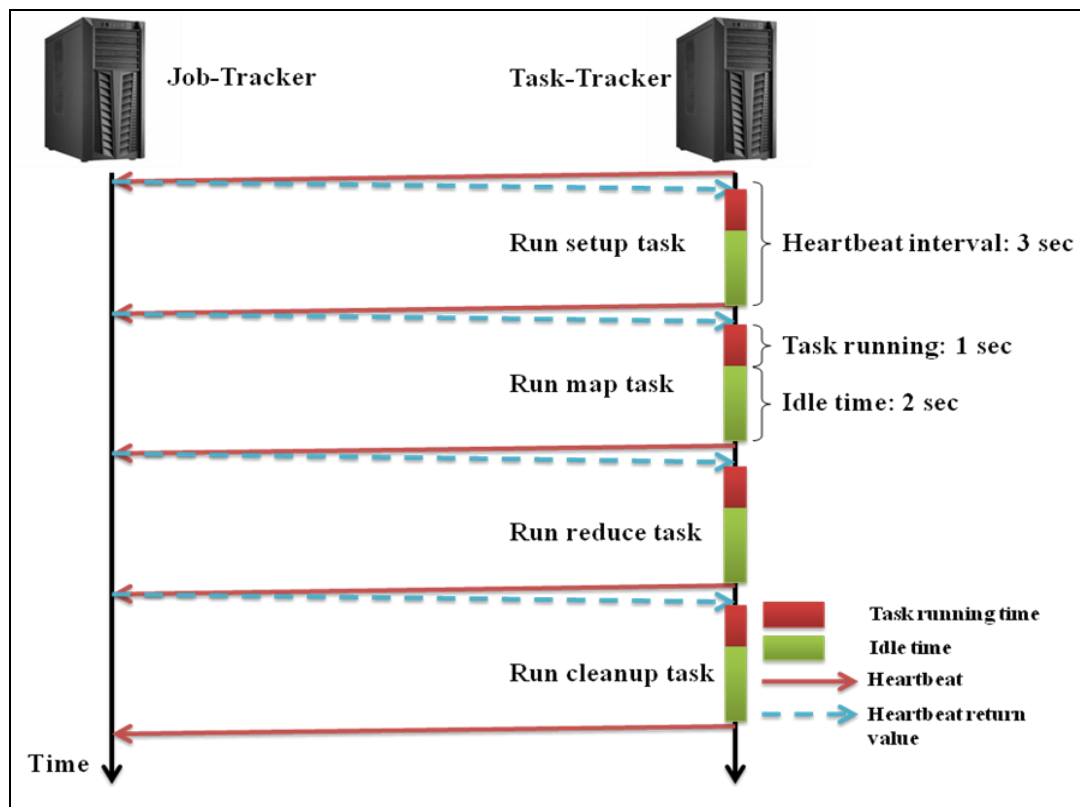 Job-Tracker
Task-Tracker
Run setup task
Heartbeat interval: 3 sec
Task running: 1 sec
Run map task
Idle time: 2 sec
Run reduce task
Task running time
Idle time
Run cleanup task
Heartbeat
Heartbeat return
value
Time